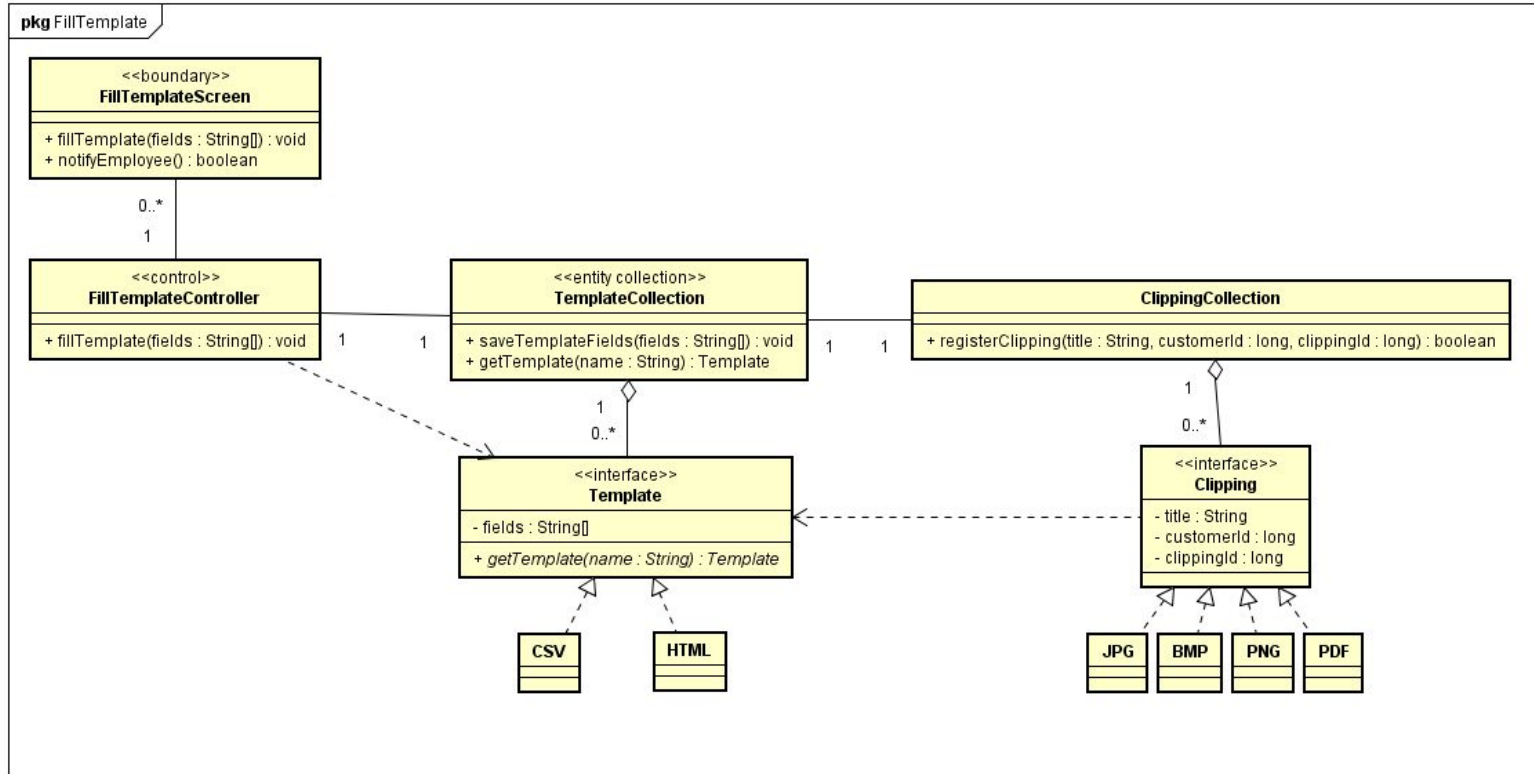 pkg FillTemplate
<<boundary>>
FillTemplateScreen
+ fillTemplate(fields : String[]) : void
+ notifyEmployee() : boolean
0..*
1
<<control>>
FillTemplateController
+ fillTemplate(fields : String[]) : void
1
1
<<entity collection>>
TemplateCollection
+ saveTemplateFields(fields : String[]) : void
+ getTemplate(name : String) : Template
1
1
ClippingCollection
+ registerClipping(title : String, customerId : long, clippingId : long) : boolean
1
0..*
1
0..*
<<interface>>
Template
- fields : String[]
+ getTemplate(name : String) : Template
<<interface>>
Clipping
- title : String
- customerId : long
- clippingId : long
CSV
HTML
JPG
BMP
PNG
PDF